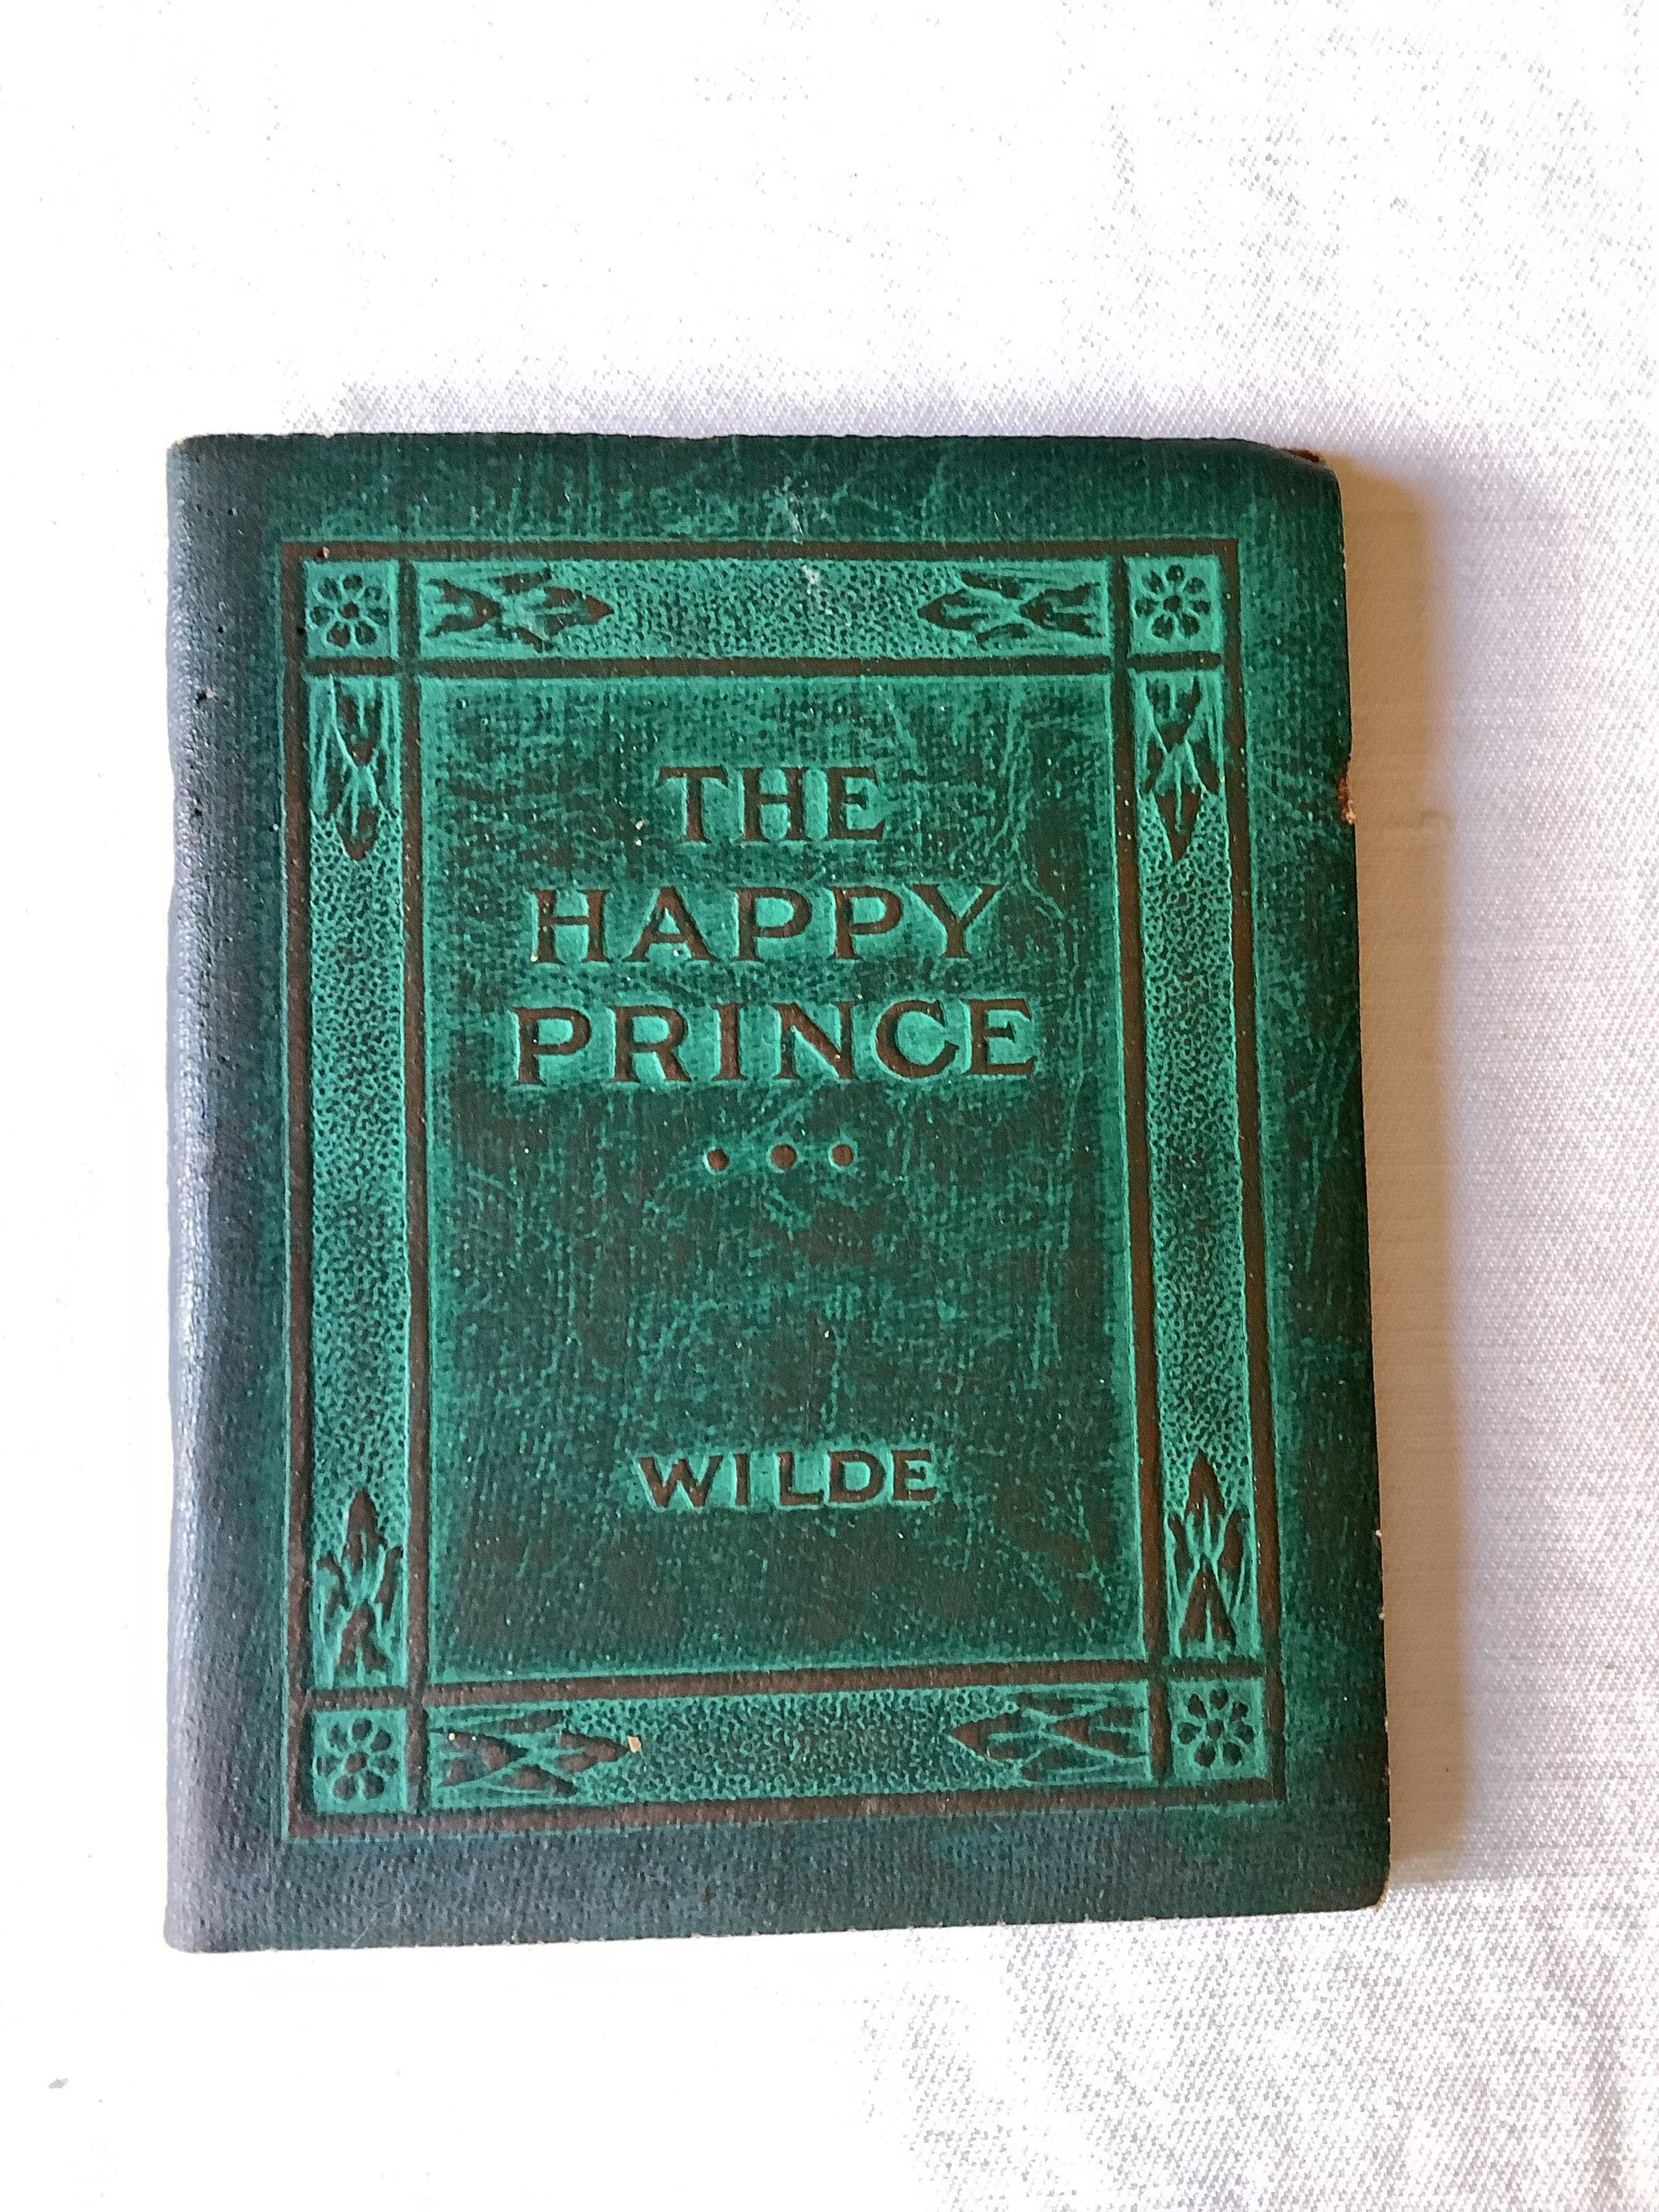 THE
HAPPY
PRINCE
• • •
WILDE